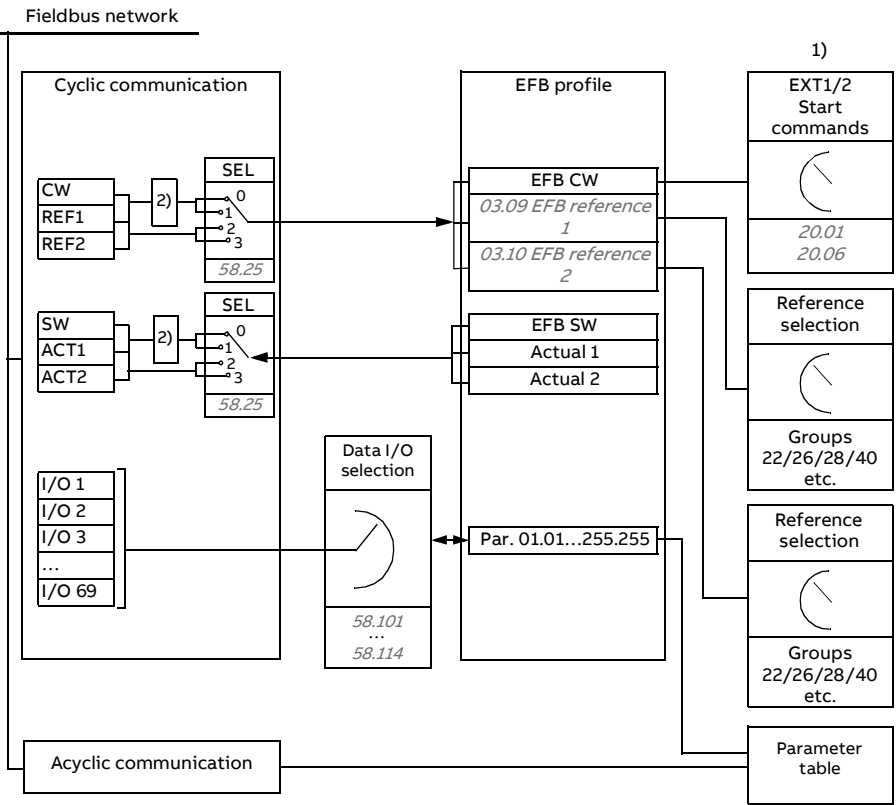 Fieldbus network
1)
Cyclic communication
EFB profile
EXT1/2
Start
commands
SEL
CW
REF1
REF2
2)
0
1
2
3
58.25
EFB CW
03.09 EFB reference
1
03.10 EFB reference
2
20.01
20.06
SEL
SW
ACT1
ACT2
2)
0
1
2
3
58.25
EFB SW
Actual 1
Actual 2
Reference
selection
Groups
22/26/28/40
etc.
Data I/O
selection
I/O 1
I/O 2
I/O 3
...
I/O 69
58.101
...
58.114
Par. 01.01...255.255
Reference
selection
Groups
22/26/28/40
etc.
Acyclic communication
Parameter
table